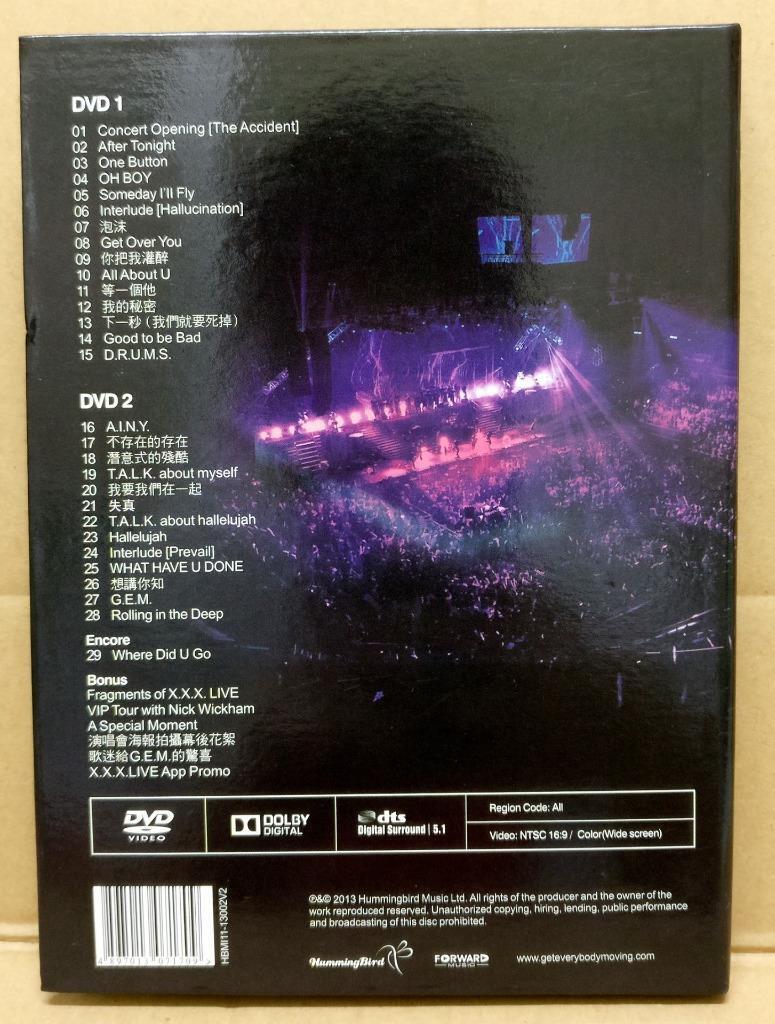 DVD 1
01 Concert Opening [The Accident]
02 After Tonight
03 One Button
04 OH BOY
05 Someday I'll Fly
06 Interlude [Hallucination]
07 泡沫
08 Get Over You
09 你把我灌醉
10 All About U
11 等一個他
12 我的秘密
13 下一秒 (我們就要死掉)
14 Good to be Bad
15 D.R.U.M.S.
DVD 2
16 A.I.N.Y.
17 不存在的存在
18 潛意式的殘酷
19 T.A.L.K. about myself
20 我要我們在一起
21 失真
22 T.A.L.K. about hallelujah
23 Hallelujah
24 Interlude [Prevail]
25 WHAT HAVE U DONE
26 想講你知
27 G.E.M.
28 Rolling in the Deep
Encore
29 Where Did U Go
Bonus
Fragments of X.X.X. LIVE
VIP Tour with Nick Wickham
A Special Moment
演唱會海報拍攝幕後花絮
歌迷給G.E.M.的驚喜
X.X.X.LIVE App Promo
DVD
VIDEO
DOLBY
DIGITAL
dts
Digital Surround | 5.1
Region Code: All
Video: NTSC 16:9 / Color(Wide screen)
4 897013 071709 >
HBMI11-13002V2
℗&© 2013 Hummingbird Music Ltd. All rights of the producer and the owner of the
work reproduced reserved. Unauthorized copying, hiring, lending, public performance
and broadcasting of this disc prohibited.
HummingBird
FORWARD
MUSIC
www.geteverybodymoving.com